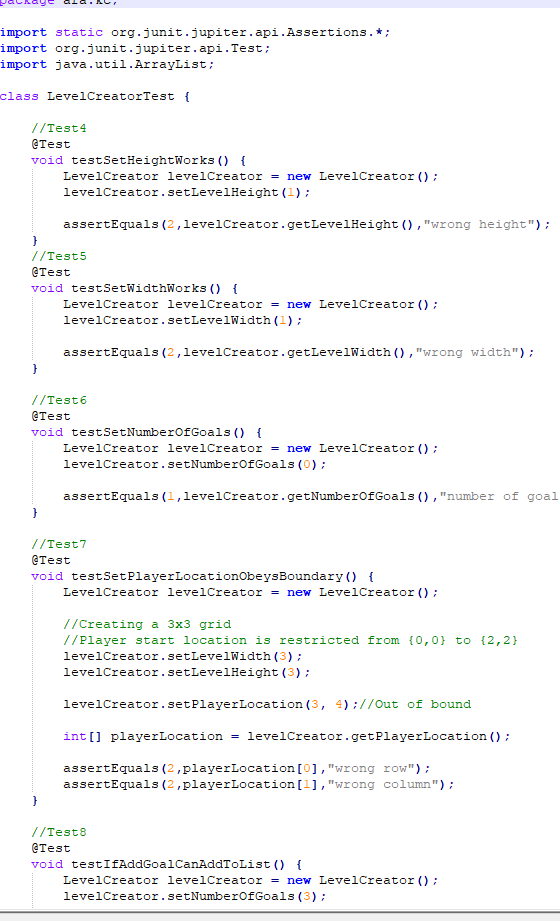 package ara.kc;
import static org.junit.jupiter.api.Assertions.*;
import org.junit.jupiter.api.Test;
import java.util.ArrayList;
class LevelCreatorTest {
//Test4
@Test
void testSetHeightWorks() {
LevelCreator levelCreator = new LevelCreator();
levelCreator.setLevelHeight(1);
assertEquals(2,levelCreator.getLevelHeight(),"wrong height");
}
//Test5
@Test
void testSetWidthWorks() {
LevelCreator levelCreator = new LevelCreator();
levelCreator.setLevelWidth(1);
assertEquals(2,levelCreator.getLevelWidth(),"wrong width");
}
//Test6
@Test
void testSetNumberOfGoals() {
LevelCreator levelCreator = new LevelCreator();
levelCreator.setNumberOfGoals(0);
assertEquals(1,levelCreator.getNumberOfGoals(),"number of goal
}
//Test7
@Test
void testSetPlayerLocationObeysBoundary() {
LevelCreator levelCreator = new LevelCreator();
//Creating a 3x3 grid
//Player start location is restricted from {0,0} to {2,2}
levelCreator.setLevelWidth(3);
levelCreator.setLevelHeight(3);
levelCreator.setPlayerLocation(3, 4);//Out of bound
int[] playerLocation = levelCreator.getPlayerLocation();
assertEquals(2,playerLocation[0],"wrong row");
assertEquals(2,playerLocation[1],"wrong column");
}
//Test8
@Test
void testIfAddGoalCanAddToList() {
LevelCreator levelCreator = new LevelCreator();
levelCreator.setNumberOfGoals(3);